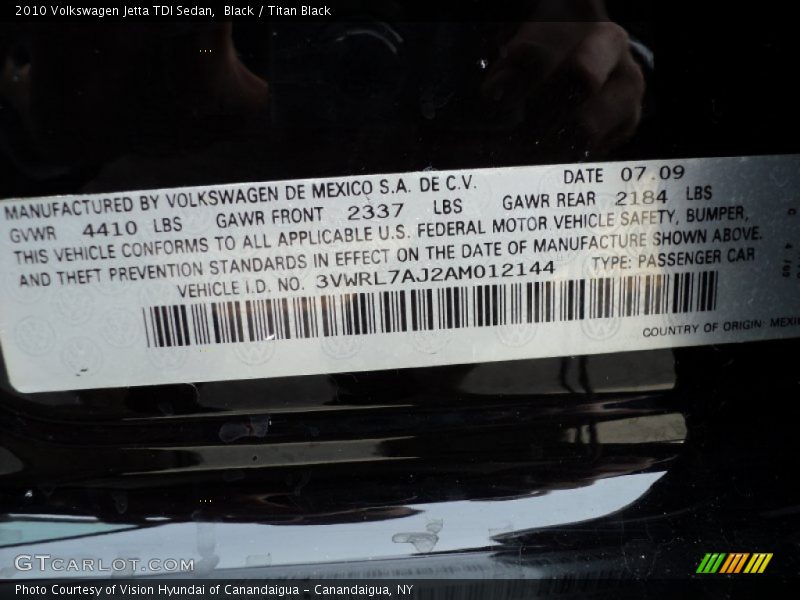 2010 Volkswagen Jetta TDI Sedan,  Black / Titan Black
MANUFACTURED BY VOLKSWAGEN DE MEXICO S.A. DE C.V. DATE 07.09
GVWR 4410 LBS GAWR FRONT 2337 LBS GAWR REAR 2184 LBS
THIS VEHICLE CONFORMS TO ALL APPLICABLE U.S. FEDERAL MOTOR VEHICLE SAFETY, BUMPER,
AND THEFT PREVENTION STANDARDS IN EFFECT ON THE DATE OF MANUFACTURE SHOWN ABOVE.
VEHICLE I.D. NO. 3VWRL7AJ2AM012144 TYPE: PASSENGER CAR
COUNTRY OF ORIGIN: MEXI
GTCARLOT.COM
Photo Courtesy of Vision Hyundai of Canandaigua - Canandaigua, NY